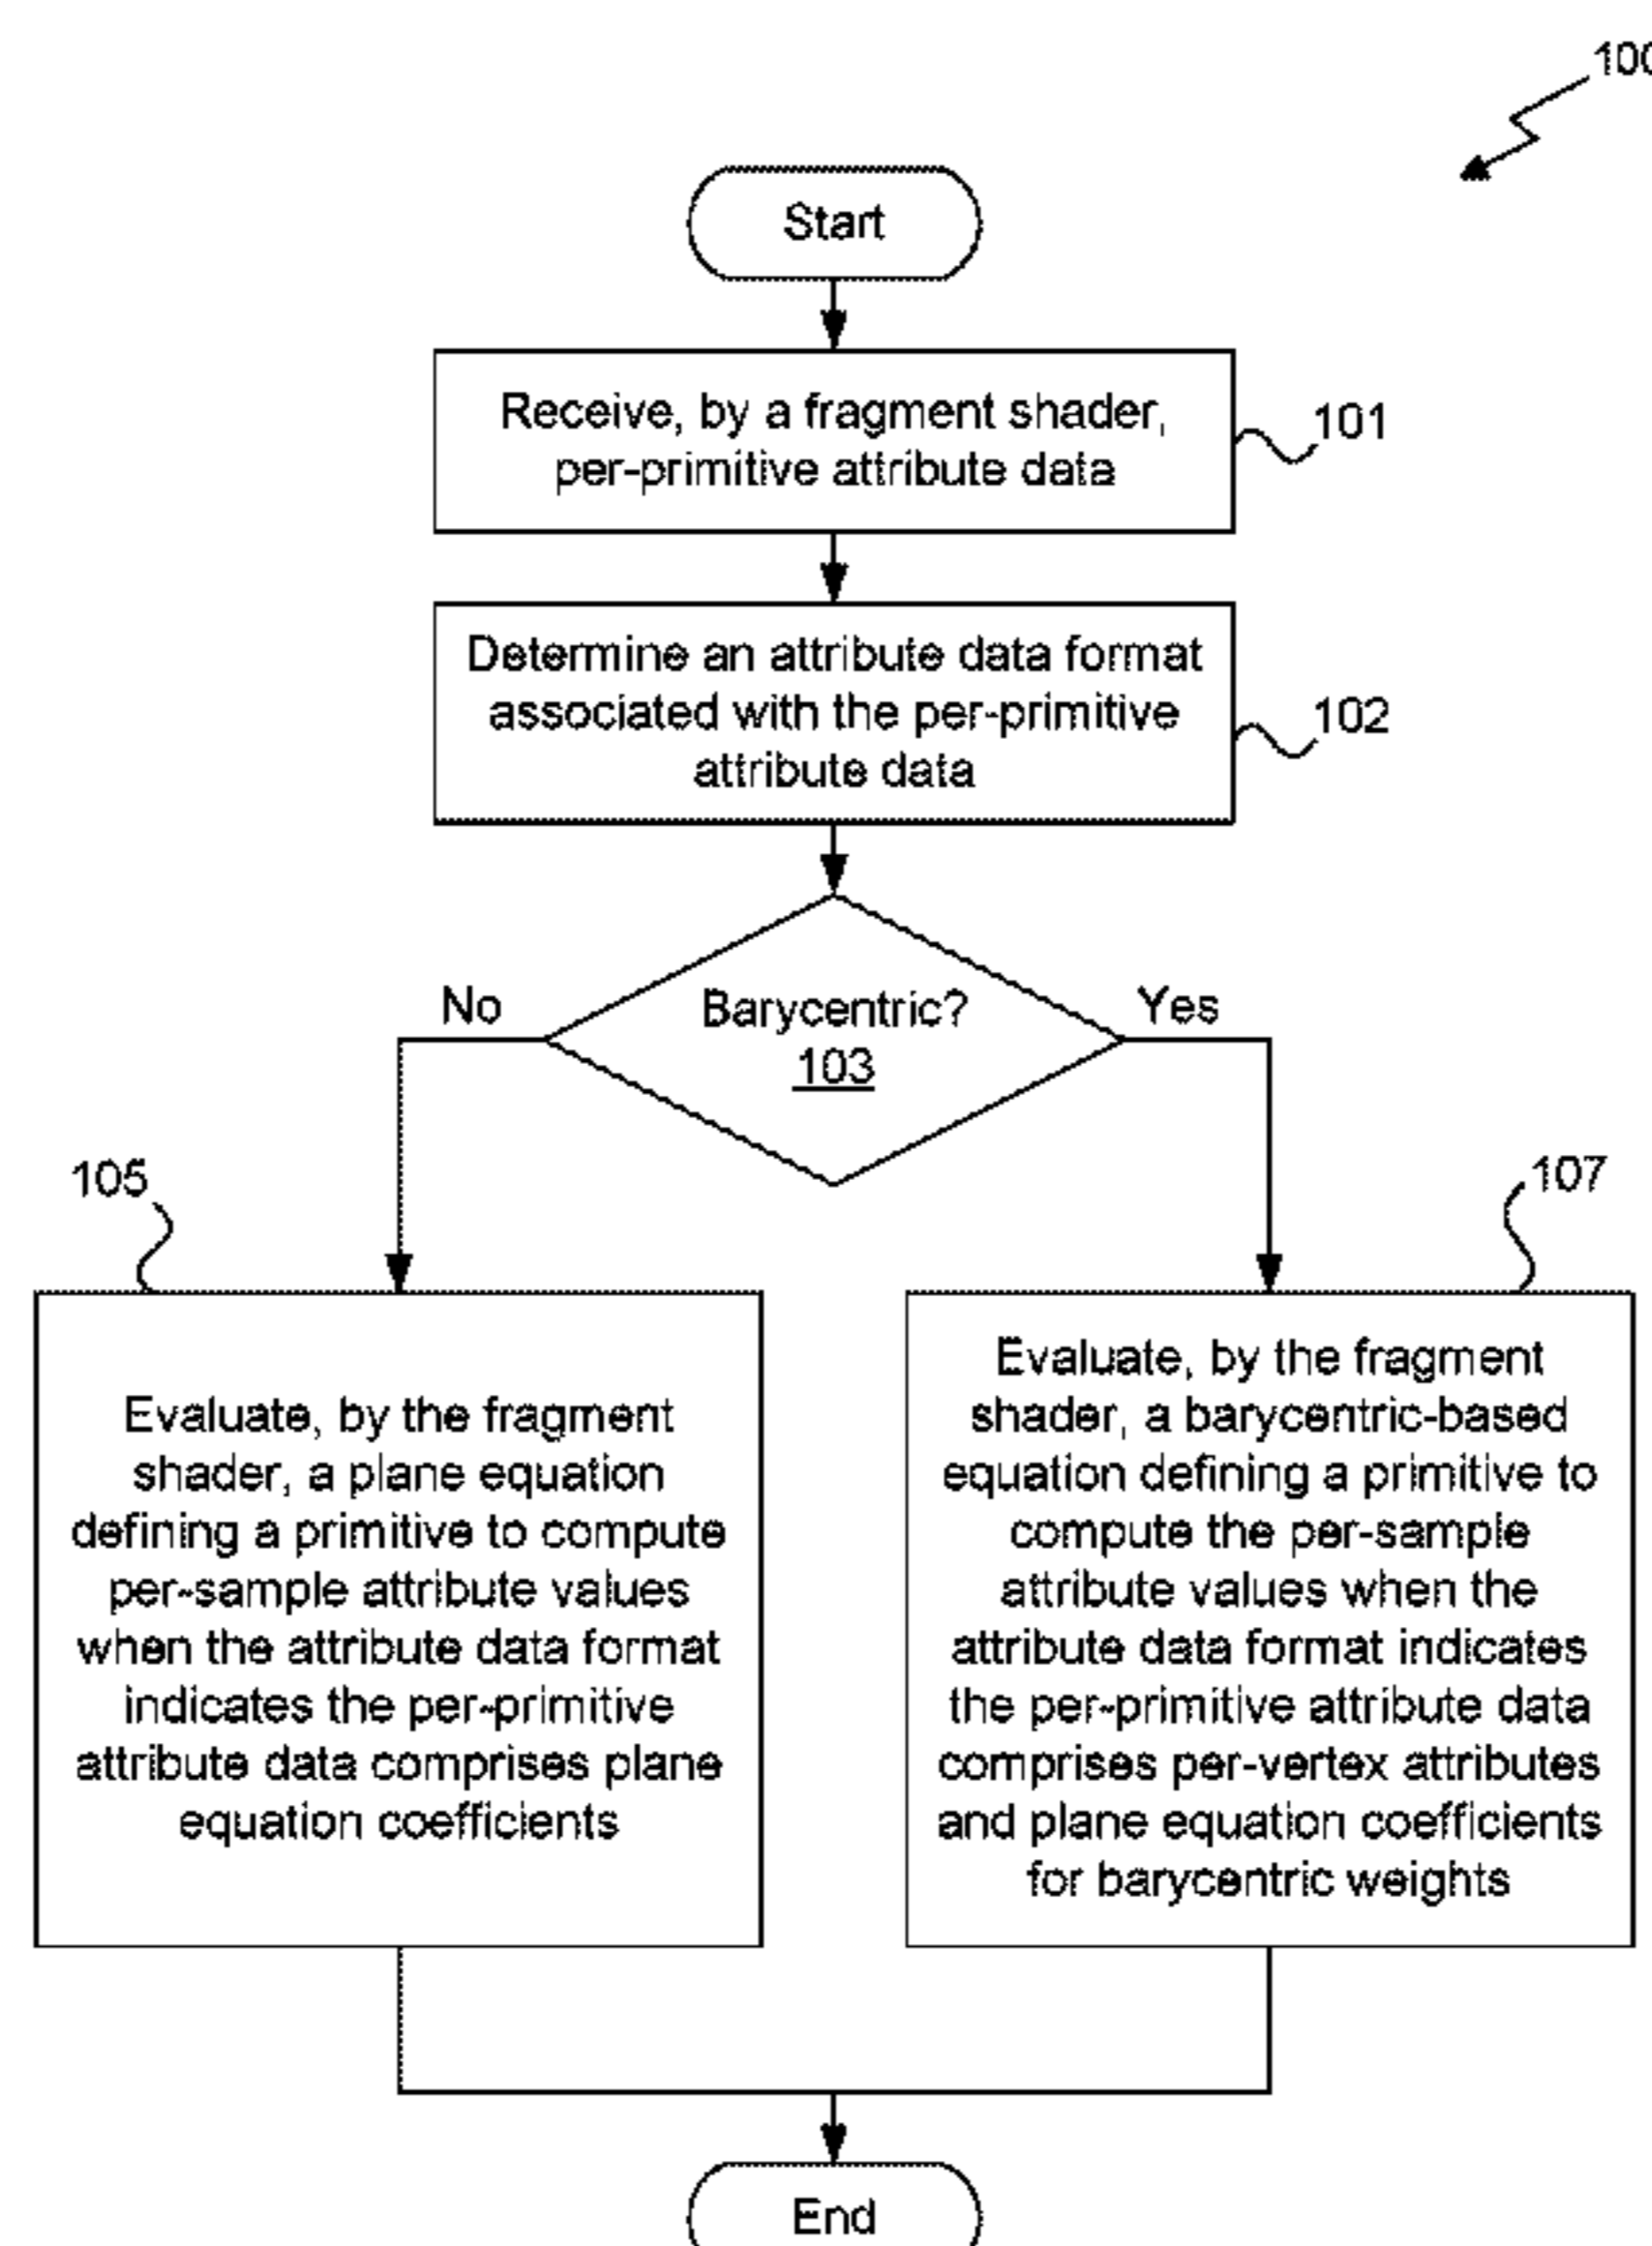 100
Start
Receive, by a fragment shader,
per-primitive attribute data
101
Determine an attribute data format
associated with the per-primitive
attribute data
102
No
Barycentric?
103
Yes
105
107
Evaluate, by the fragment
shader, a plane equation
defining a primitive to compute
per-sample attribute values
when the attribute data format
indicates the per-primitive
attribute data comprises plane
equation coefficients
Evaluate, by the fragment
shader, a barycentric-based
equation defining a primitive to
compute the per-sample
attribute values when the
attribute data format indicates
the per-primitive attribute data
comprises per-vertex attributes
and plane equation coefficients
for barycentric weights
End